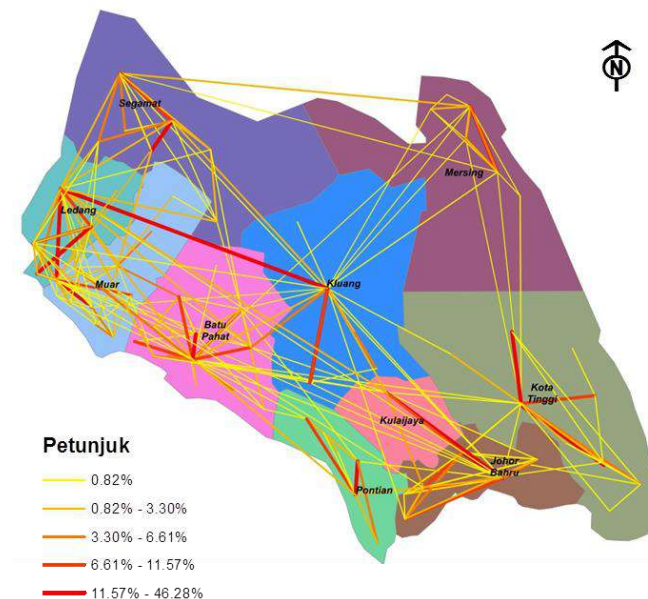 N
Segamat
Mersing
Ledang
Muar
Kluang
Batu
Pahat
Kota
Tinggi
Kulaijaya
Johor
Bahru
Pontian
Petunjuk
0.82%
0.82% - 3.30%
3.30% - 6.61%
6.61% - 11.57%
11.57% - 46.28%